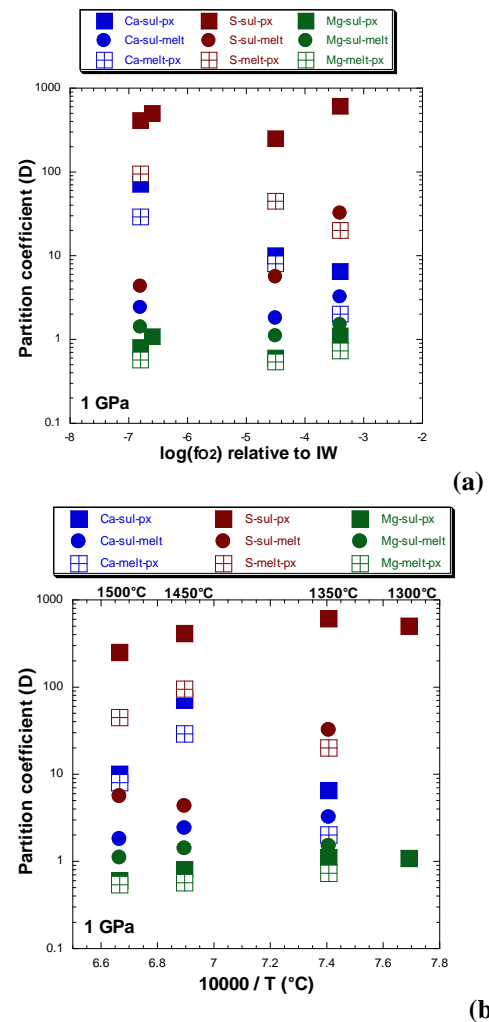 Ca-sul-px S-sul-px Mg-sul-px
Ca-sul-melt S-sul-melt Mg-sul-melt
Ca-melt-px S-melt-px Mg-melt-px
1000
100
10
1
0.1
Partition coefficient (D)
1 GPa
-8 -7 -6 -5 -4 -3 -2
log(fO2) relative to IW
(a)
Ca-sul-px S-sul-px Mg-sul-px
Ca-sul-melt S-sul-melt Mg-sul-melt
Ca-melt-px S-melt-px Mg-melt-px
1500°C 1450°C 1350°C 1300°C
1000
100
10
1
0.1
Partition coefficient (D)
1 GPa
6.6 6.8 7 7.2 7.4 7.6 7.8
10000 / T (°C)
(b